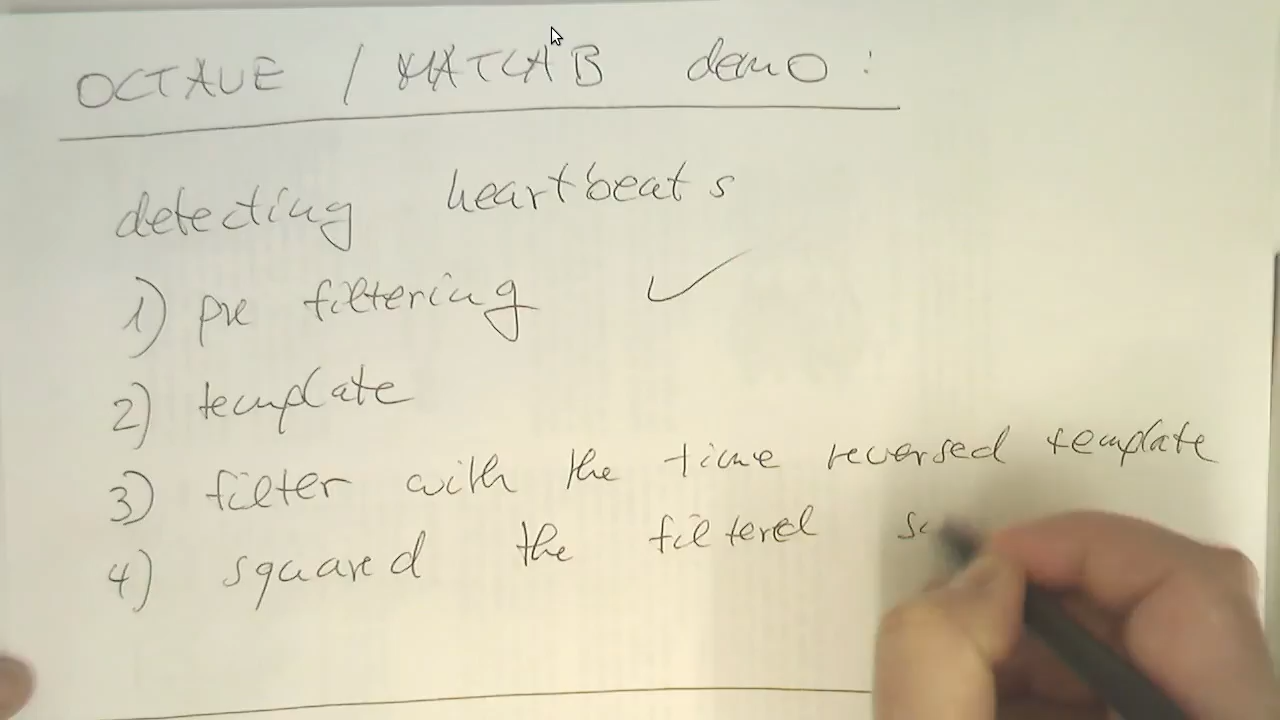 OCTAVE / MATLAB demo :
detecting heartbeats
1) pre filtering ✓
2) template
3) filter with the time reversed template
4) squared the filtered